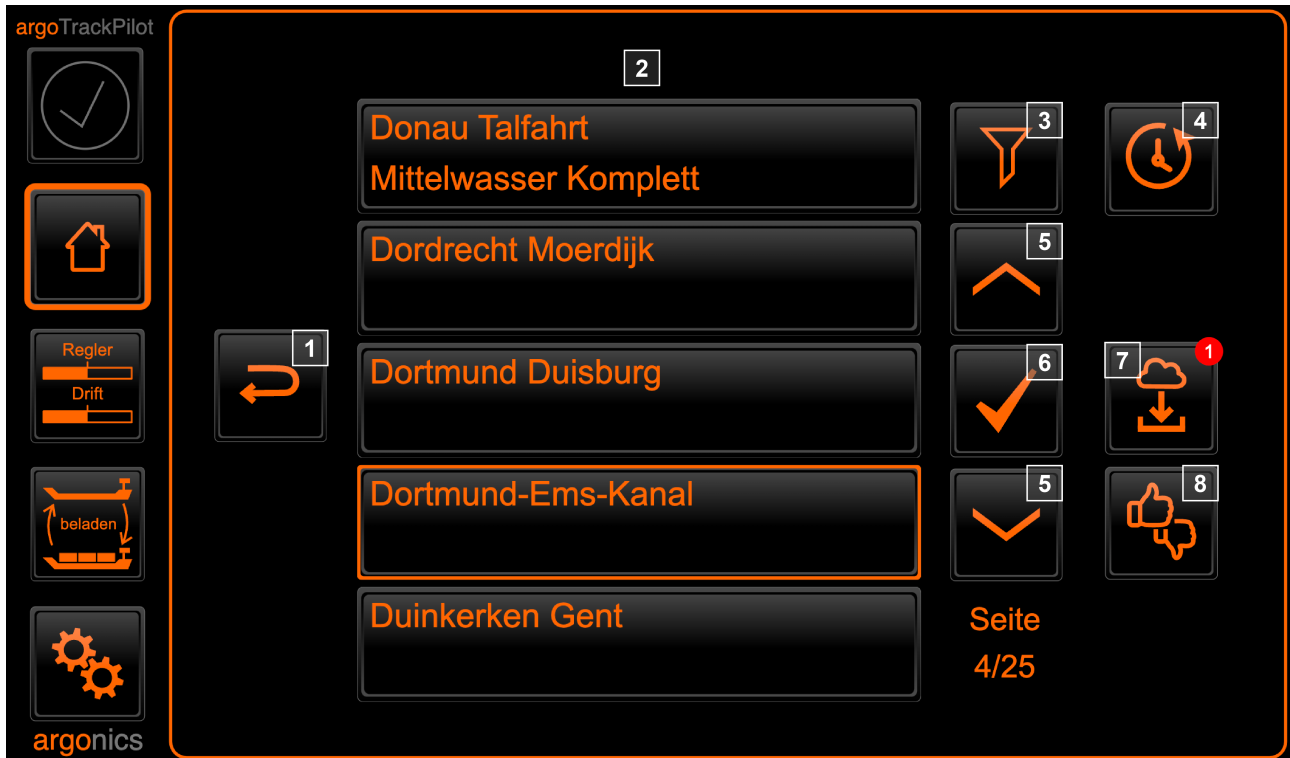 argoTrackPilot
2
Donau Talfahrt
Mittelwasser Komplett
3
4
Dordrecht Moerdijk
5
Regler
Drift
1
Dortmund Duisburg
6
7
1
beladen
Dortmund-Ems-Kanal
5
8
Duinkerken Gent
Seite
4/25
argonics